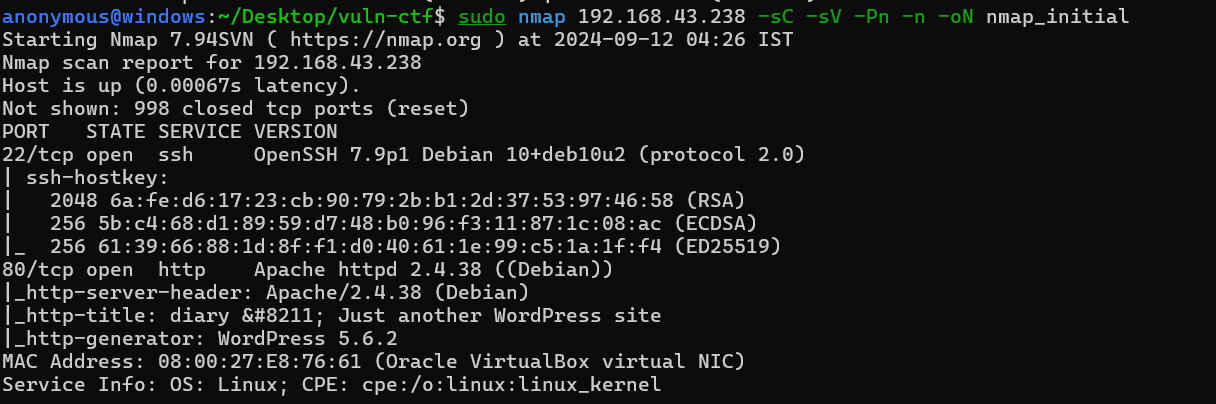 anonymous@windows:~/Desktop/vuln-ctf$ sudo nmap 192.168.43.238 -sC -sV -Pn -n -oN nmap_initial
Starting Nmap 7.94SVN ( https://nmap.org ) at 2024-09-12 04:26 IST
Nmap scan report for 192.168.43.238
Host is up (0.00067s latency).
Not shown: 998 closed tcp ports (reset)
PORT   STATE SERVICE VERSION
22/tcp open  ssh     OpenSSH 7.9p1 Debian 10+deb10u2 (protocol 2.0)
| ssh-hostkey:
|   2048 6a:fe:d6:17:23:cb:90:79:2b:b1:2d:37:53:97:46:58 (RSA)
|   256 5b:c4:68:d1:89:59:d7:48:b0:96:f3:11:87:1c:08:ac (ECDSA)
|_  256 61:39:66:88:1d:8f:f1:d0:40:61:1e:99:c5:1a:1f:f4 (ED25519)
80/tcp open  http    Apache httpd 2.4.38 ((Debian))
|_http-server-header: Apache/2.4.38 (Debian)
|_http-title: diary &#8211; Just another WordPress site
|_http-generator: WordPress 5.6.2
MAC Address: 08:00:27:E8:76:61 (Oracle VirtualBox virtual NIC)
Service Info: OS: Linux; CPE: cpe:/o:linux:linux_kernel